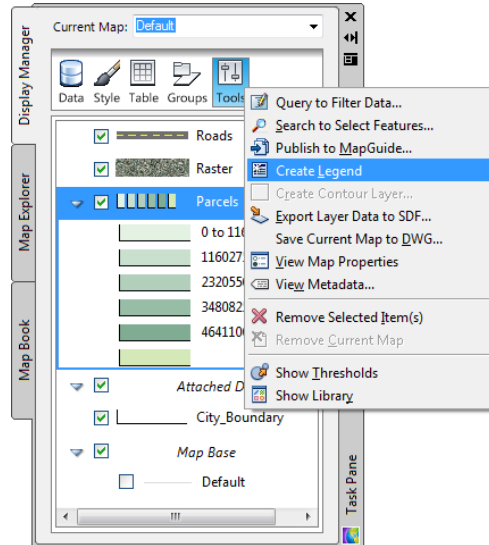 Current Map: Default
Display Manager
Map Explorer
Map Book
Data Style Table Groups Tools
Roads
Raster
Parcels
0 to 116
116027
232055
348082
464110
Attached D
City_Boundary
Map Base
Default
Query to Filter Data...
Search to Select Features...
Publish to MapGuide...
Create Legend
Create Contour Layer...
Export Layer Data to SDF...
Save Current Map to DWG...
View Map Properties
View Metadata...
Remove Selected Item(s)
Remove Current Map
Show Thresholds
Show Library
Task Pane